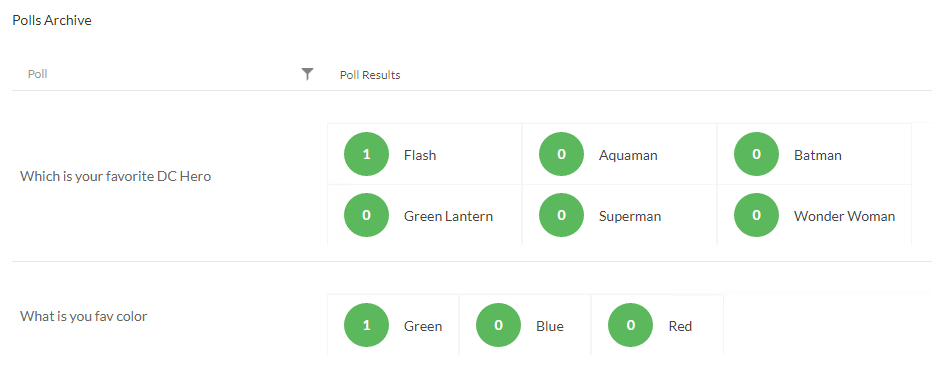 Polls Archive
Poll Poll Results
1 Flash 0 Aquaman 0 Batman
Which is your favorite DC Hero
0 Green Lantern 0 Superman 0 Wonder Woman
What is you fav color
1 Green 0 Blue 0 Red